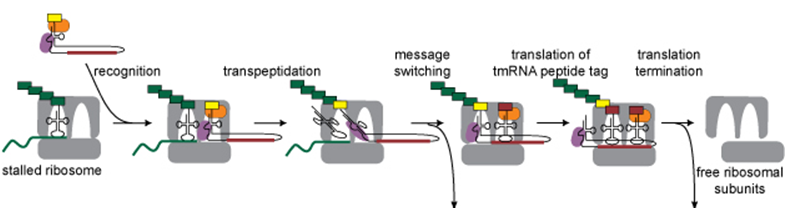 recognition
transpeptidation
message
switching
translation of
tmRNA peptide tag
translation
termination
stalled ribosome
free ribosomal
subunits